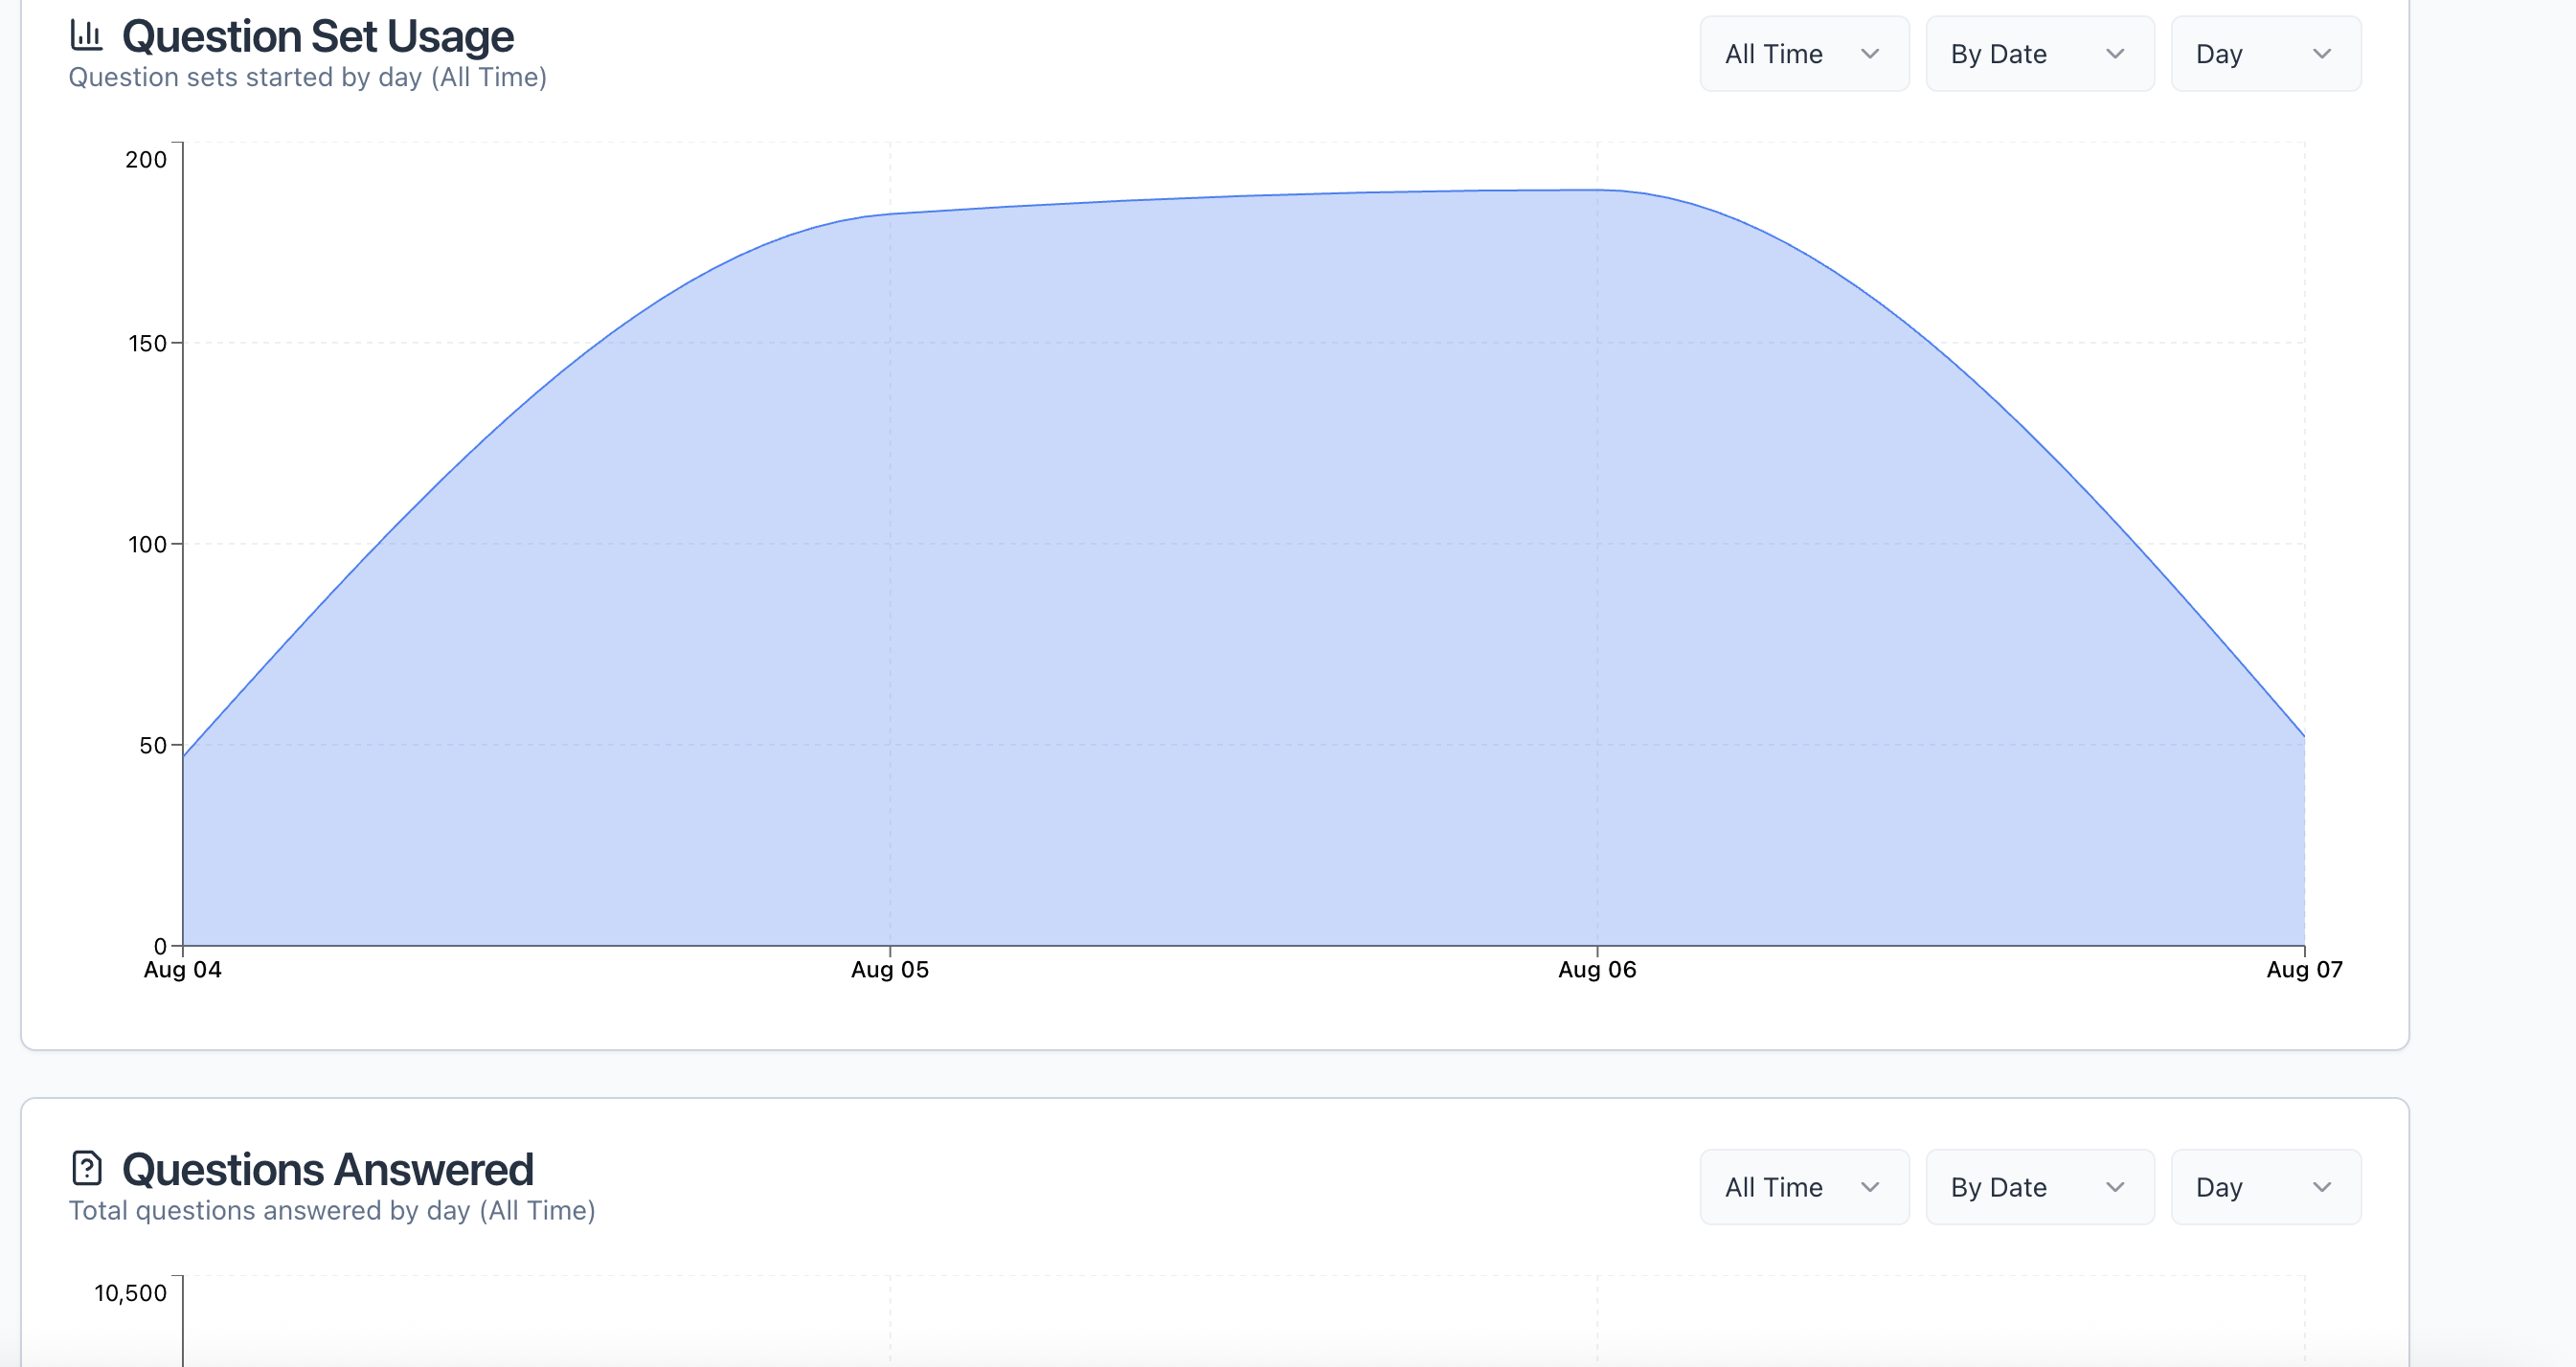 Question Set Usage
Question sets started by day (All Time)
All Time
By Date
Day
200
150
100
50
0
Aug 04
Aug 05
Aug 06
Aug 07
Questions Answered
Total questions answered by day (All Time)
All Time
By Date
Day
10,500